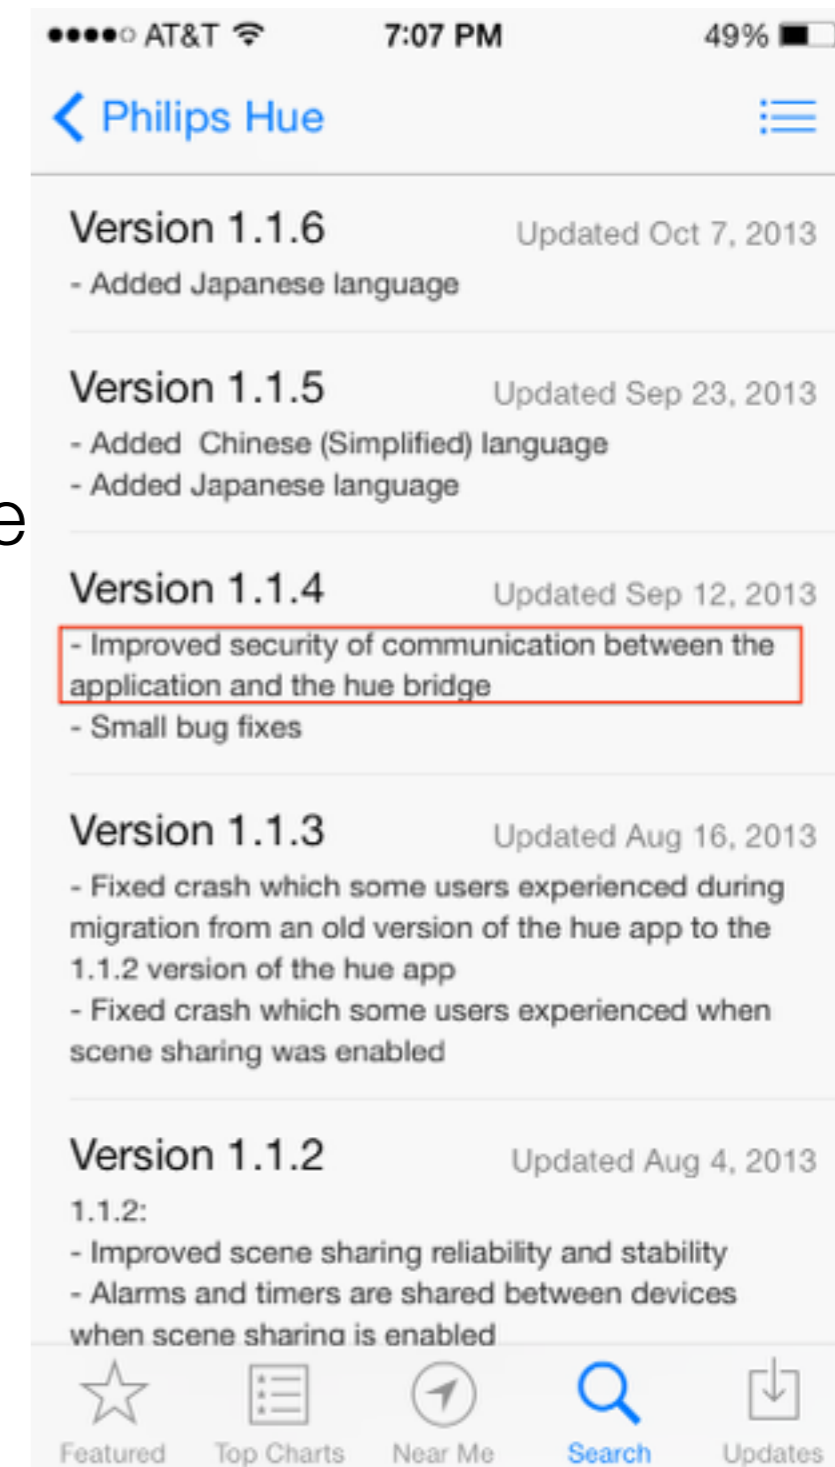 ●●●●○ AT&T 7:07 PM 49%
Philips Hue
Version 1.1.6 Updated Oct 7, 2013
- Added Japanese language
Version 1.1.5 Updated Sep 23, 2013
- Added  Chinese (Simplified) language
- Added Japanese language
e
Version 1.1.4 Updated Sep 12, 2013
- Improved security of communication between the
application and the hue bridge
- Small bug fixes
Version 1.1.3 Updated Aug 16, 2013
- Fixed crash which some users experienced during
migration from an old version of the hue app to the
1.1.2 version of the hue app
- Fixed crash which some users experienced when
scene sharing was enabled
Version 1.1.2 Updated Aug 4, 2013
1.1.2:
- Improved scene sharing reliability and stability
- Alarms and timers are shared between devices
when scene sharing is enabled
Featured Top Charts Near Me Search Updates